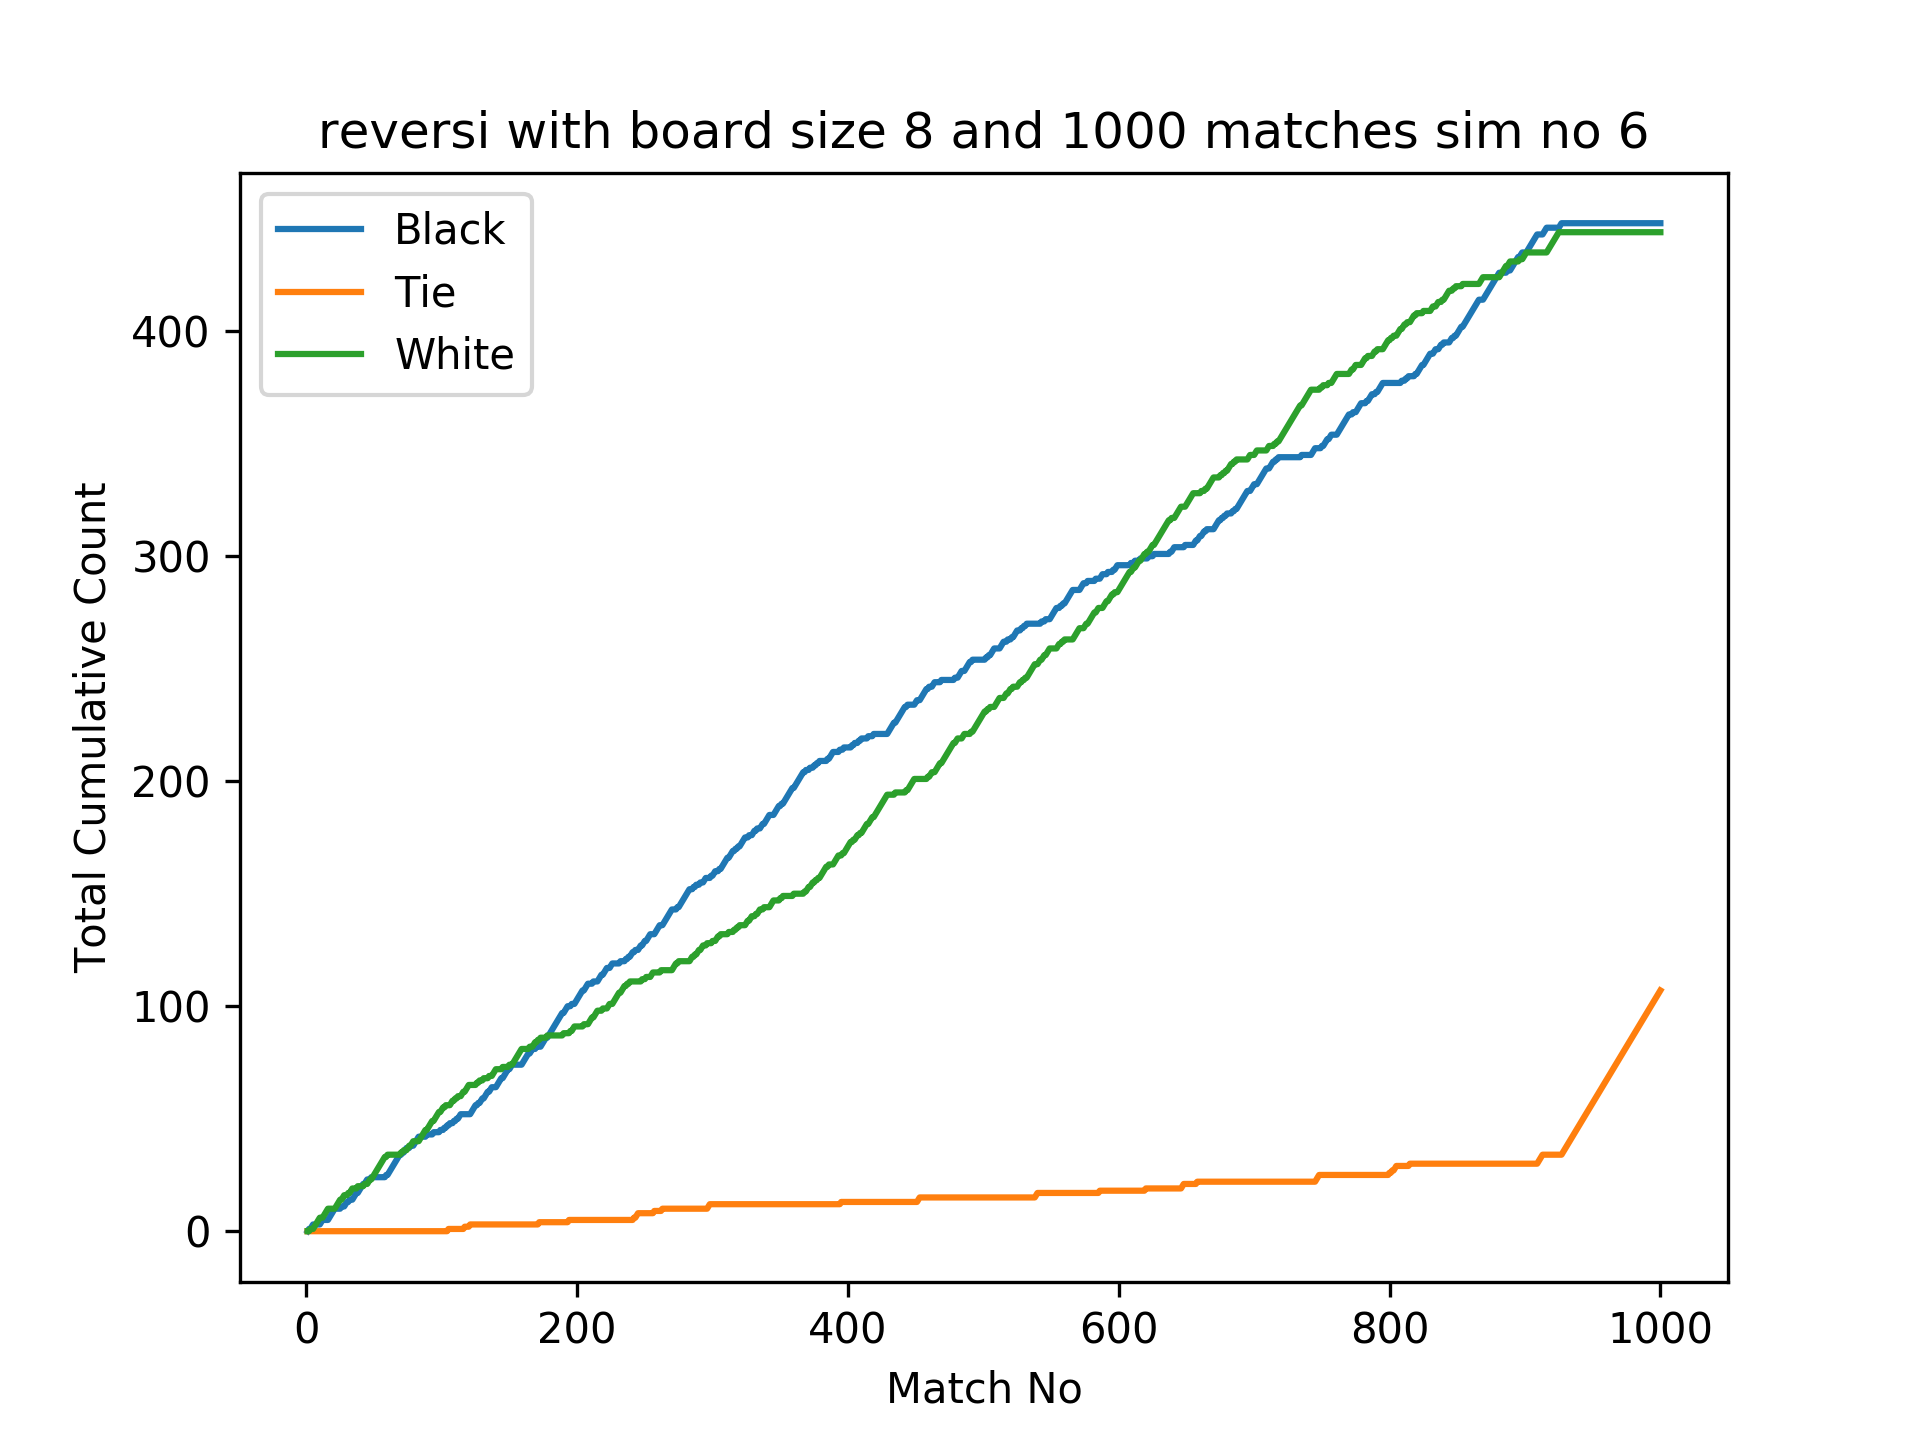 reversi with board size 8 and 1000 matches sim no 6
Black
Tie
White
Total Cumulative Count
400
300
200
100
0
0 200 400 600 800 1000
Match No